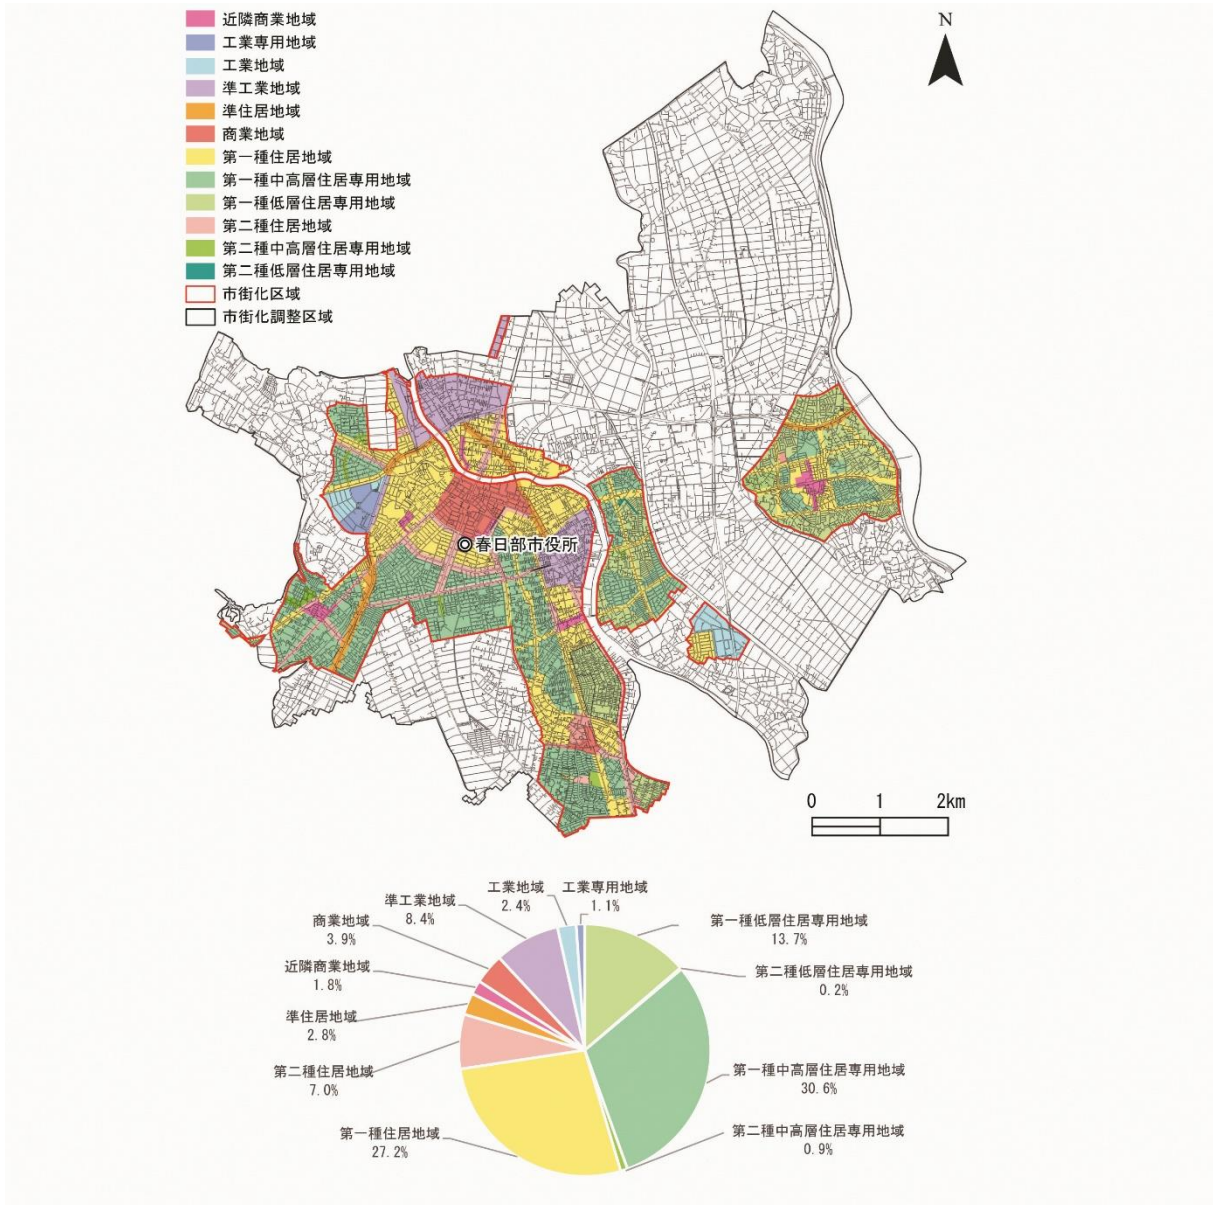 近隣商業地域
工業専用地域
工業地域
準工業地域
準住居地域
商業地域
第一種住居地域
第一種中高層住居専用地域
第一種低層住居専用地域
第二種住居地域
第二種中高層住居専用地域
第二種低層住居専用地域
市街化区域
市街化調整区域
N
春日部市役所
0 1 2km
工業地域
2.4%
工業専用地域
1.1%
準工業地域
8.4%
商業地域
3.9%
近隣商業地域
1.8%
準住居地域
2.8%
第二種住居地域
7.0%
第一種住居地域
27.2%
第一種低層住居専用地域
13.7%
第二種低層住居専用地域
0.2%
第一種中高層住居専用地域
30.6%
第二種中高層住居専用地域
0.9%